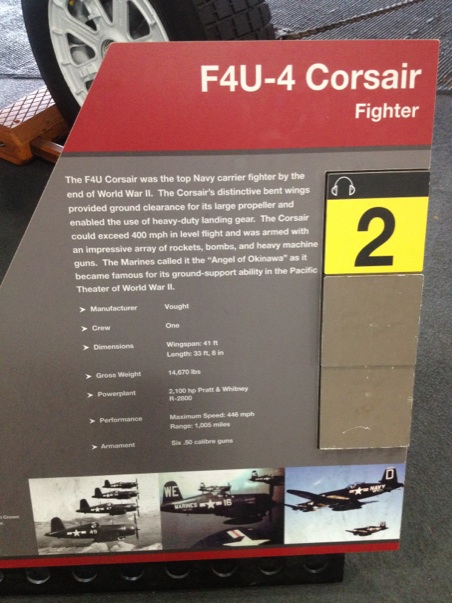 F4U-4 Corsair
Fighter
The F4U Corsair was the top Navy carrier fighter by the
end of World War II. The Corsair's distinctive bent wings
provided ground clearance for its large propeller and
enabled the use of heavy-duty landing gear. The Corsair
could exceed 400 mph in level flight and was armed with
an impressive array of rockets, bombs, and heavy machine
guns. The Marines called it the "Angel of Okinawa" as it
became famous for its ground-support ability in the Pacific
Theater of World War II.
2
Manufacturer Vought
Crew One
Dimensions Wingspan: 41 ft
Length: 33 ft, 8 in
Gross Weight 14,670 lbs
Powerplant 2,100 hp Pratt & Whitney
R-2800
Performance Maximum Speed: 446 mph
Range: 1,005 miles
Armament Six .50 calibre guns
WE
MARINES 16
NAVY